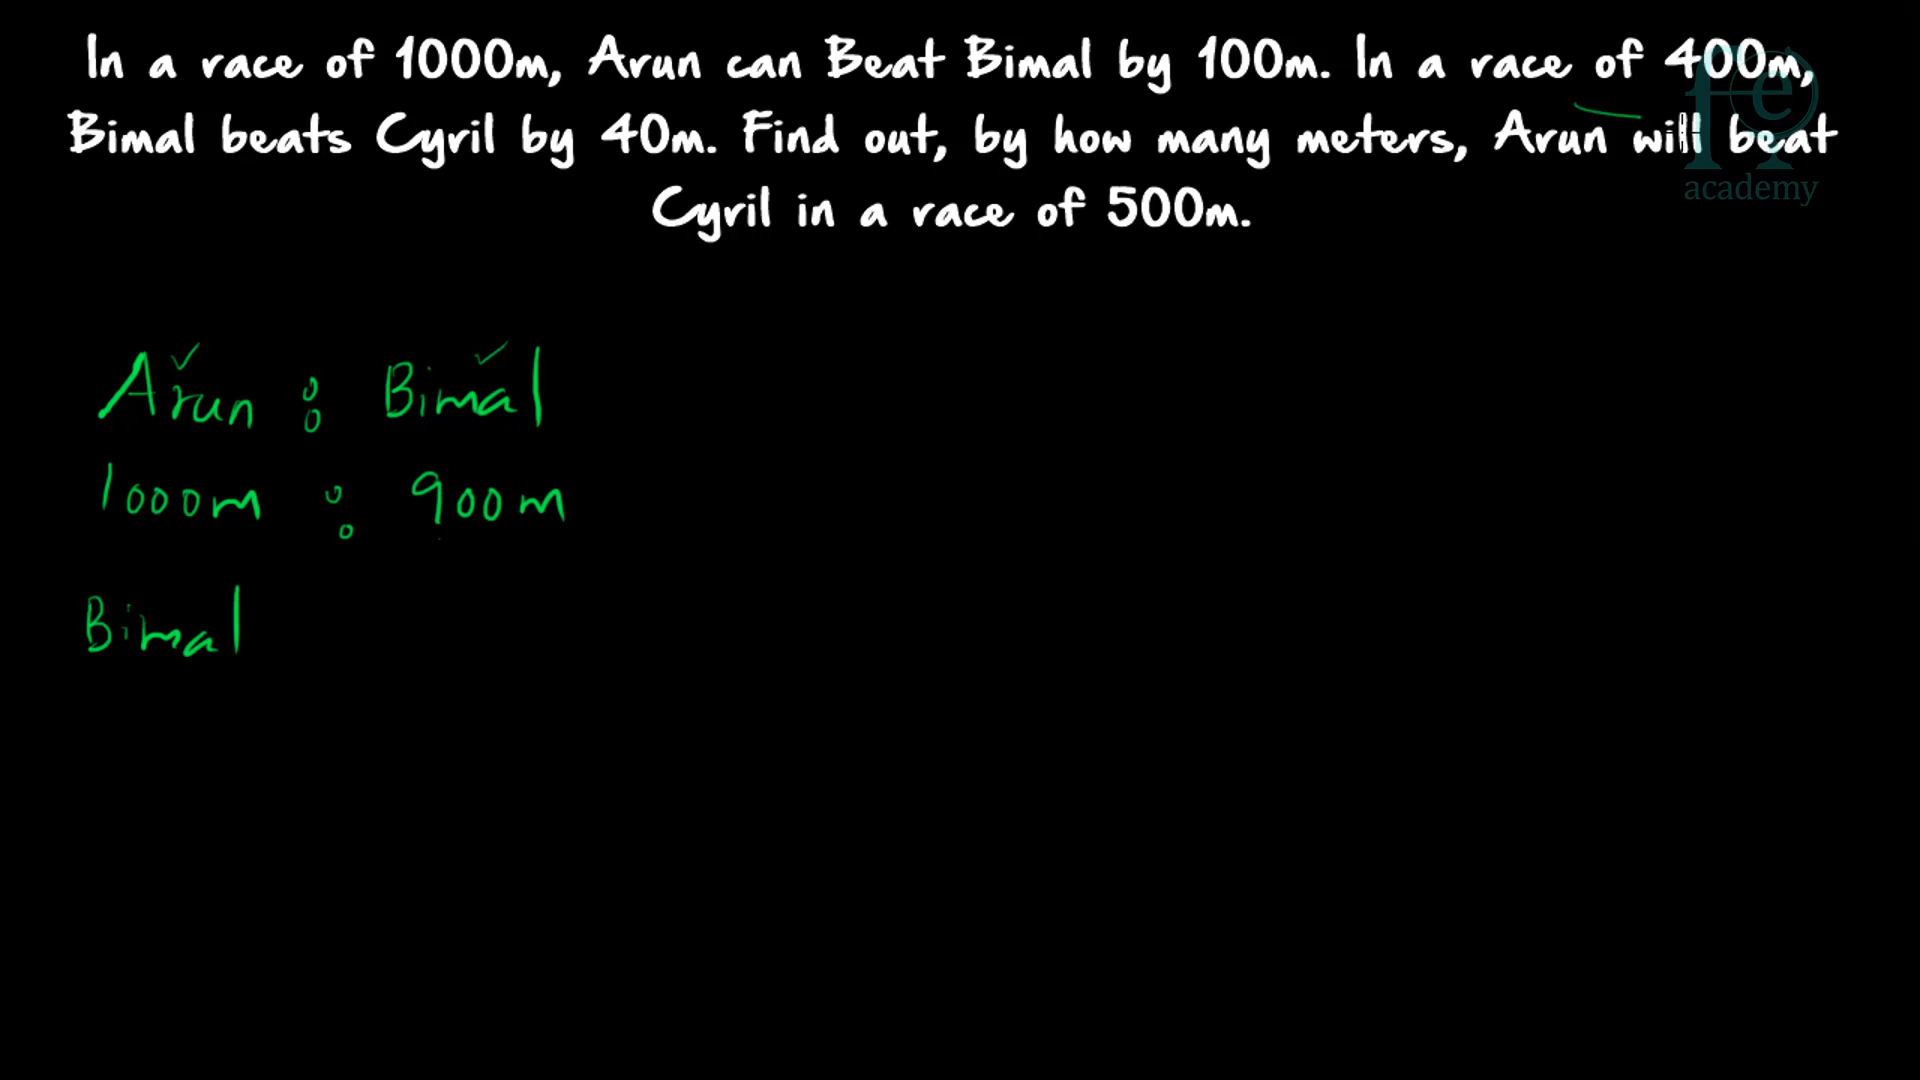 In a race of 1000m, Arun can Beat Bimal by 100m. In a race of 400m,
Bimal beats Cyril by 40m. Find out, by how many meters, Arun will beat
Cyril in a race of 500m.
academy
Arun : Bimal
1000m : 900m
Bimal